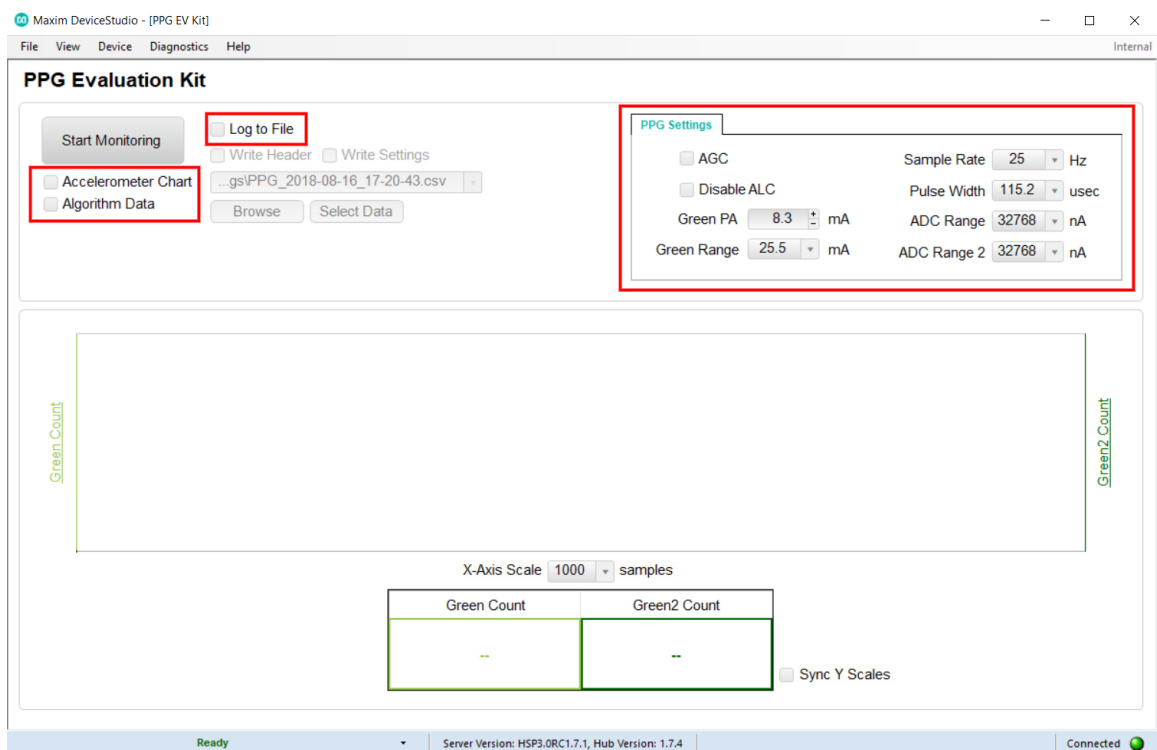 Maxim DeviceStudio - [PPG EV Kit]
File View Device Diagnostics Help Internal
PPG Evaluation Kit
Start Monitoring
Accelerometer Chart
Algorithm Data
Log to File
Write Header Write Settings
...gs\PPG_2018-08-16_17-20-43.csv
Browse Select Data
PPG Settings
AGC Sample Rate 25 Hz
Disable ALC Pulse Width 115.2 usec
Green PA 8.3 mA ADC Range 32768 nA
Green Range 25.5 mA ADC Range 2 32768 nA
Green Count
Green2 Count
X-Axis Scale 1000 samples
Green Count Green2 Count
-- --
Sync Y Scales
Ready Server Version: HSP3.0RC1.7.1, Hub Version: 1.7.4 Connected